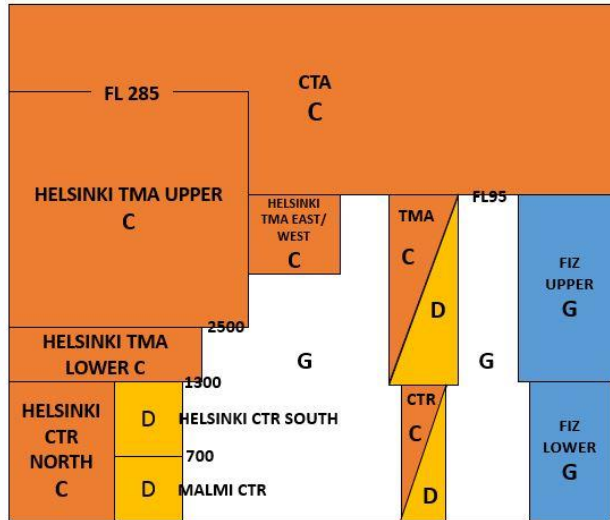 CTA
C
FL 285
HELSINKI TMA UPPER
C
HELSINKI
TMA EAST/
WEST
C
TMA
C
D
FL95
FIZ
UPPER
G
2500
HELSINKI TMA
LOWER C
G
G
1300
HELSINKI
CTR
NORTH
C
D
HELSINKI CTR SOUTH
700
D
MALMI CTR
CTR
C
D
FIZ
LOWER
G